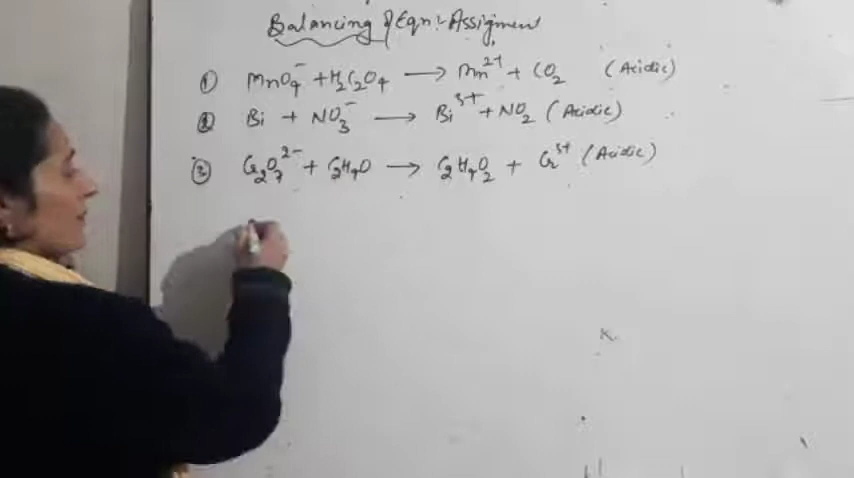 Balancing of Eqn:- Assignment
① MnO₄⁻ + H₂C₂O₄ ⟶ Mn²⁺ + CO₂ (Acidic)
② Bi + NO₃⁻ ⟶ Bi³⁺ + NO₂ (Acidic)
③ Cr₂O₇²⁻ + C₂H₄O ⟶ C₂H₄O₂ + Cr³⁺ (Acidic)
K